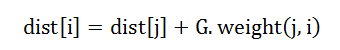 dist[i] = dist[j] + G. weight(j, i)